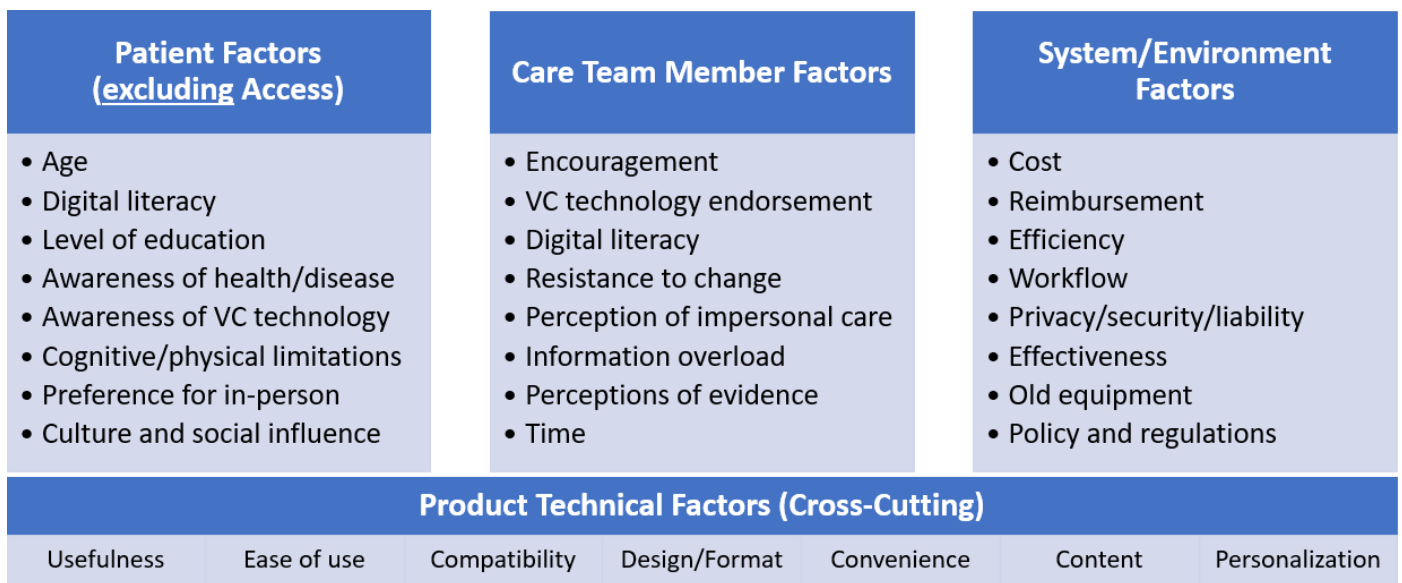 Patient Factors
(excluding Access)
• Age
• Digital literacy
• Level of education
• Awareness of health/disease
• Awareness of VC technology
• Cognitive/physical limitations
• Preference for in-person
• Culture and social influence
Care Team Member Factors
• Encouragement
• VC technology endorsement
• Digital literacy
• Resistance to change
• Perception of impersonal care
• Information overload
• Perceptions of evidence
• Time
System/Environment
Factors
• Cost
• Reimbursement
• Efficiency
• Workflow
• Privacy/security/liability
• Effectiveness
• Old equipment
• Policy and regulations
Product Technical Factors (Cross-Cutting)
Usefulness Ease of use Compatibility Design/Format Convenience Content Personalization